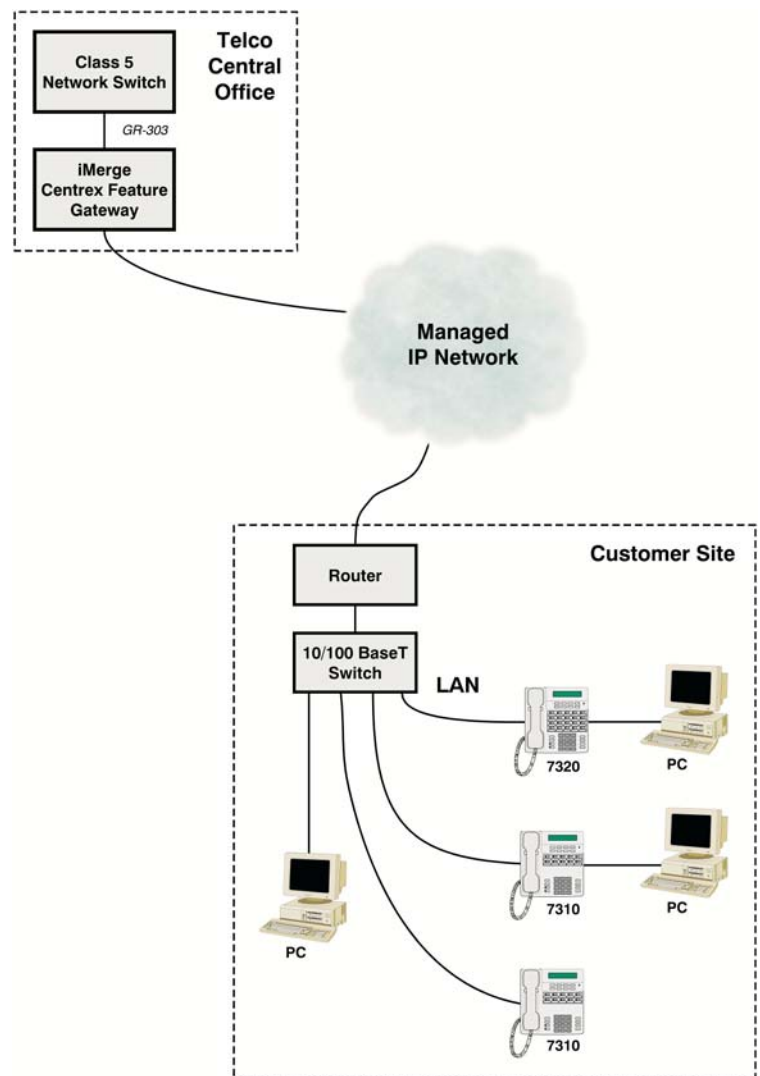 Class 5
Network Switch
Telco
Central
Office
GR-303
iMerge
Centrex Feature
Gateway
Managed
IP Network
Customer Site
Router
10/100 BaseT
Switch
LAN
7320
PC
7310
PC
PC
7310